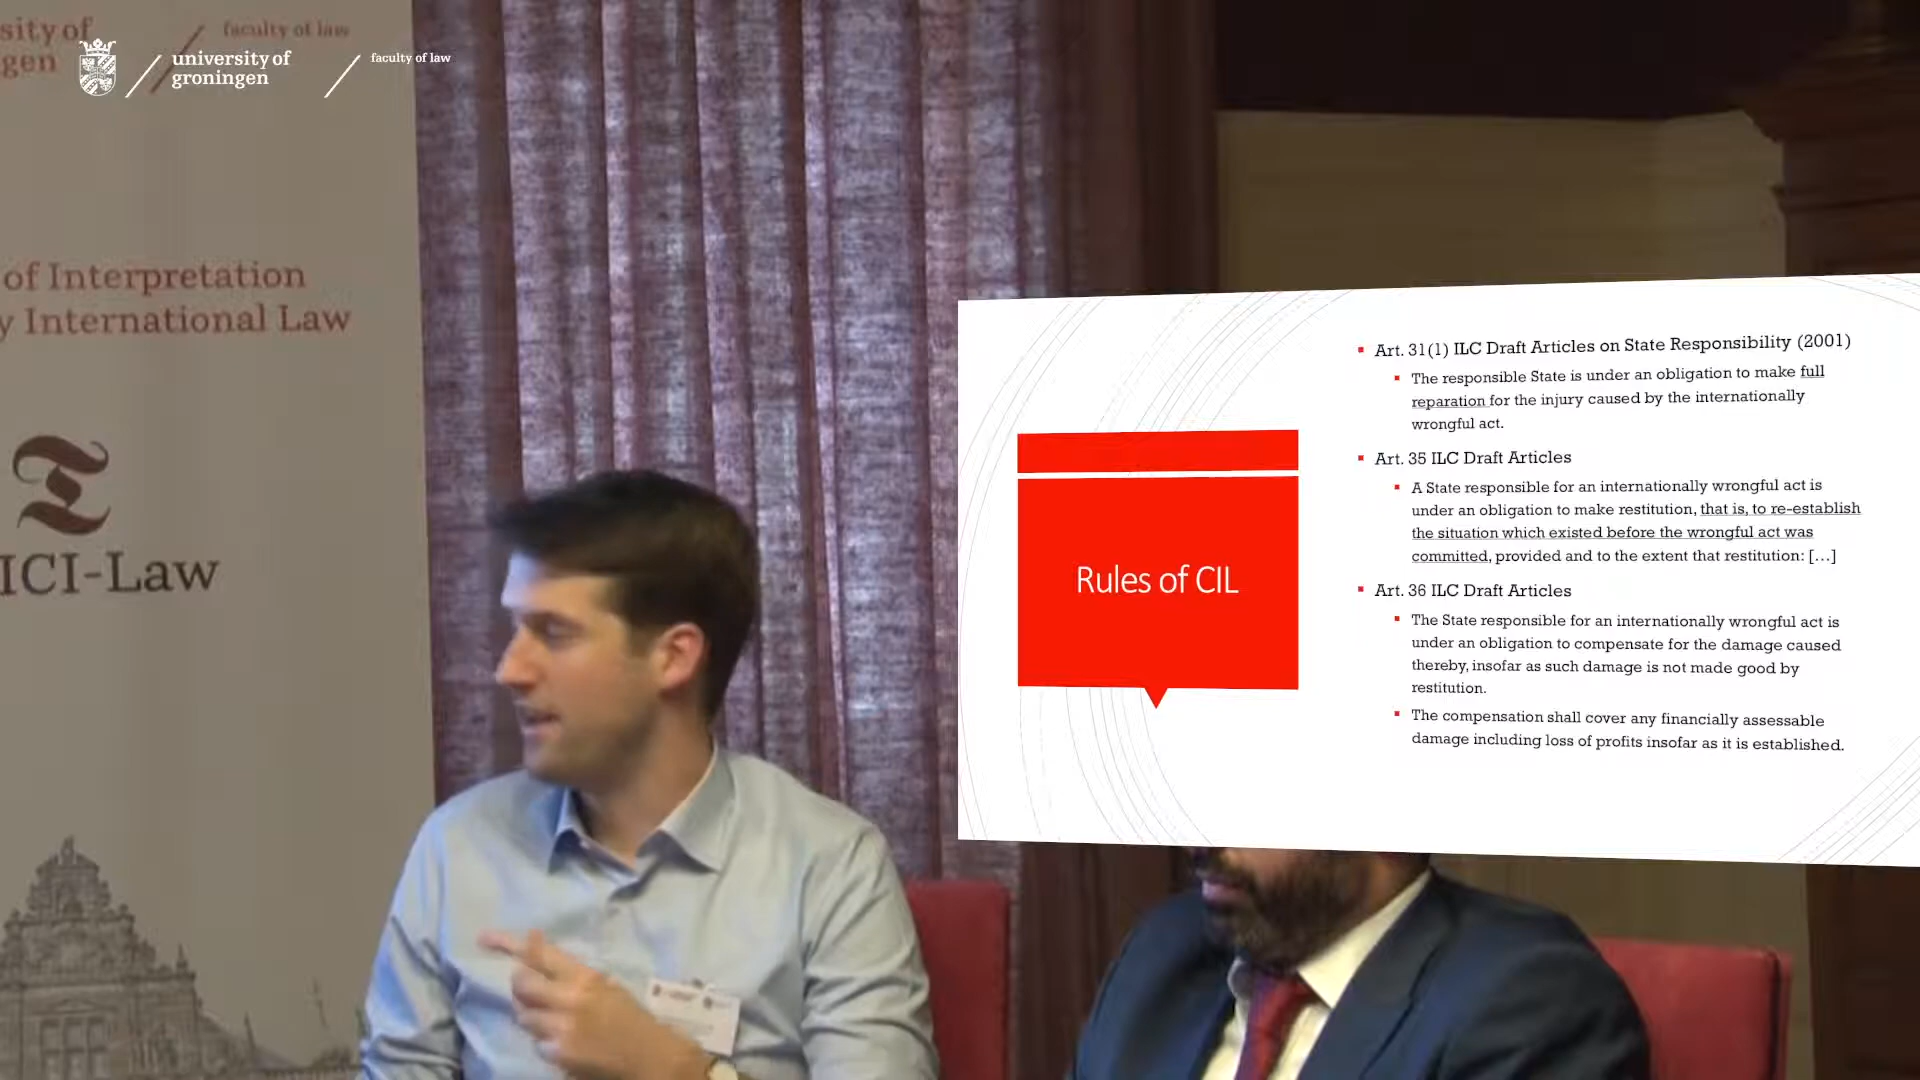 sity of
gen
faculty of law
university of
groningen
faculty of law
of Interpretation
y International Law
ICI-Law
Rules of CIL
Art. 31(1) ILC Draft Articles on State Responsibility (2001)
The responsible State is under an obligation to make full
reparation for the injury caused by the internationally
wrongful act.
Art. 35 ILC Draft Articles
A State responsible for an internationally wrongful act is
under an obligation to make restitution, that is, to re-establish
the situation which existed before the wrongful act was
committed, provided and to the extent that restitution: […]
Art. 36 ILC Draft Articles
The State responsible for an internationally wrongful act is
under an obligation to compensate for the damage caused
thereby, insofar as such damage is not made good by
restitution.
The compensation shall cover any financially assessable
damage including loss of profits insofar as it is established.